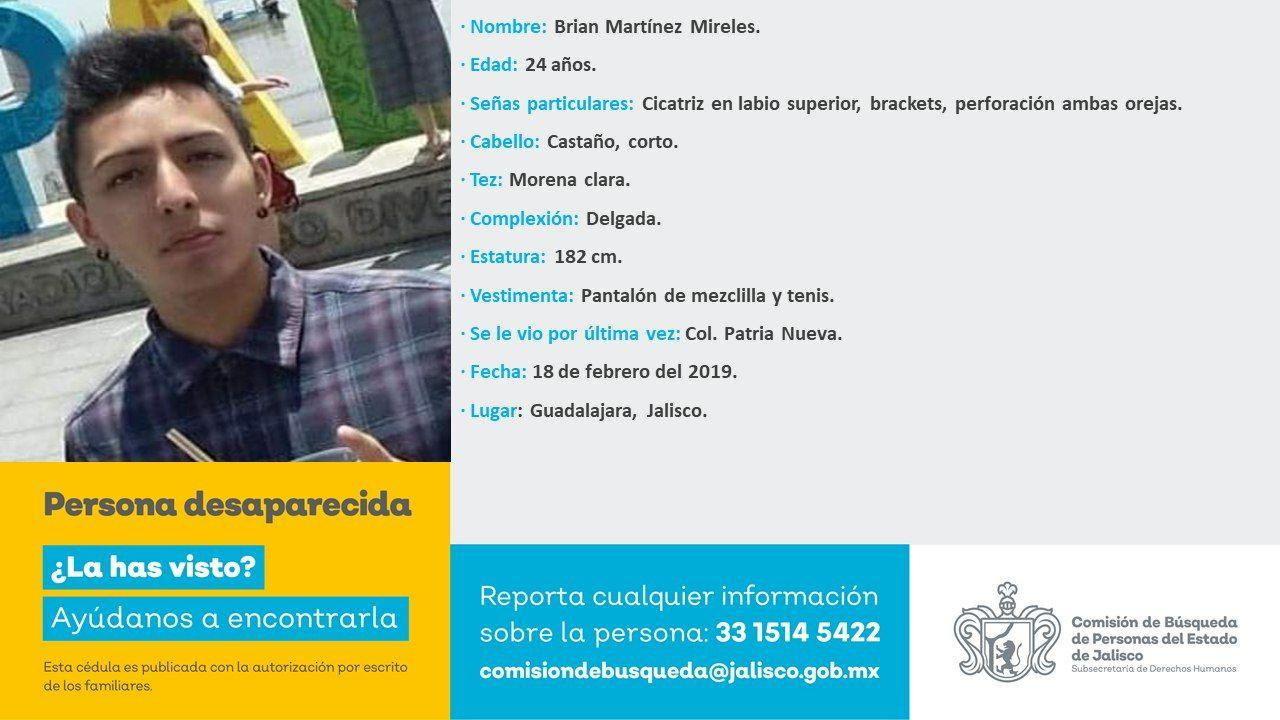 · Nombre: Brian Martínez Mireles.
· Edad: 24 años.
· Señas particulares: Cicatriz en labio superior, brackets, perforación ambas orejas.
· Cabello: Castaño, corto.
· Tez: Morena clara.
· Complexión: Delgada.
· Estatura: 182 cm.
· Vestimenta: Pantalón de mezclilla y tenis.
· Se le vio por última vez: Col. Patria Nueva.
· Fecha: 18 de febrero del 2019.
· Lugar: Guadalajara, Jalisco.
Persona desaparecida
¿La has visto?
Ayúdanos a encontrarla
Esta cédula es publicada con la autorización por escrito
de los familiares.
Reporta cualquier información
sobre la persona: 33 1514 5422
comisiondebusqueda@jalisco.gob.mx
Comisión de Búsqueda
de Personas del Estado
de Jalisco
Subsecretaría de Derechos Humanos